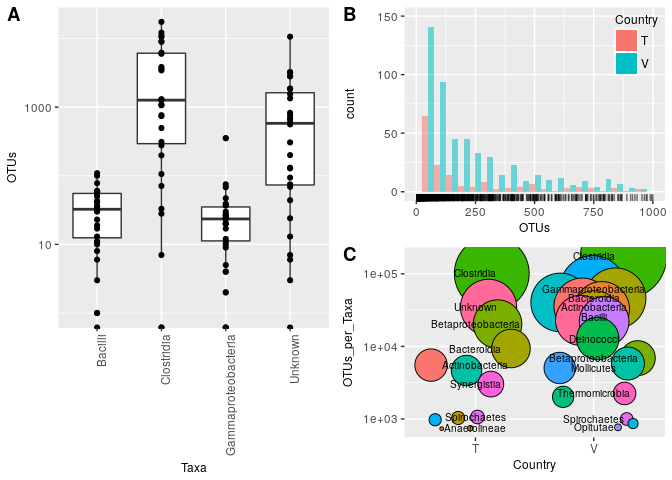 A
OTUs
1000
10
Bacilli
Clostridia
Gammaproteobacteria
Unknown
Taxa
B
count
150
100
50
0
0
250
500
750
1000
OTUs
Country
T
V
C
OTUs_per_Taxa
1e+05
1e+04
1e+03
Clostridia
Unknown
Betaproteobacteria
Bacteroidia
Actinobacteria
Synergistia
Spirochaetes
Anaerolineae
Clostridia
Gammaproteobacteria
Bacteroidia
Actinobacteria
Bacilli
Deinococci
Betaproteobacteria
Mollicutes
Thermomicrobia
Spirochaetes
Opitutae
T
V
Country